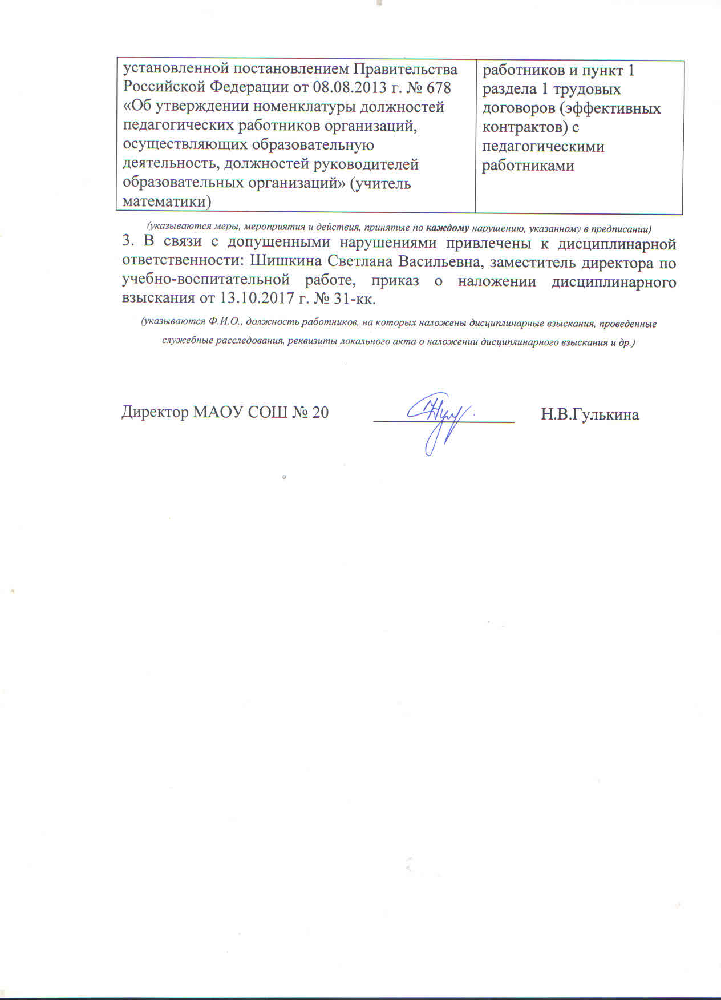 установленной постановлением Правительства
Российской Федерации от 08.08.2013 г. № 678
«Об утверждении номенклатуры должностей
педагогических работников организаций,
осуществляющих образовательную
деятельность, должностей руководителей
образовательных организаций» (учитель
математики)
работников и пункт 1
раздела 1 трудовых
договоров (эффективных
контрактов) с
педагогическими
работниками
(указываются меры, мероприятия и действия, принятые по каждому нарушению, указанному в предписании)
3. В связи с допущенными нарушениями привлечены к дисциплинарной
ответственности: Шишкина Светлана Васильевна, заместитель директора по
учебно-воспитательной работе, приказ о наложении дисциплинарного
взыскания от 13.10.2017 г. № 31-кк.
(указываются Ф.И.О., должность работников, на которых наложены дисциплинарные взыскания, проведенные
служебные расследования, реквизиты локального акта о наложении дисциплинарного взыскания и др.)
Директор МАОУ СОШ № 20 Н.В.Гулькина